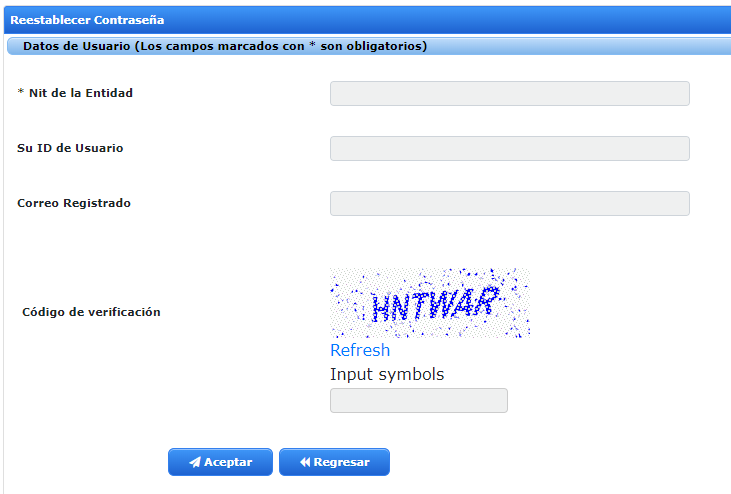 Reestablecer Contraseña
Datos de Usuario (Los campos marcados con * son obligatorios)
* Nit de la Entidad
Su ID de Usuario
Correo Registrado
Código de verificación
Refresh
Input symbols
Aceptar
Regresar